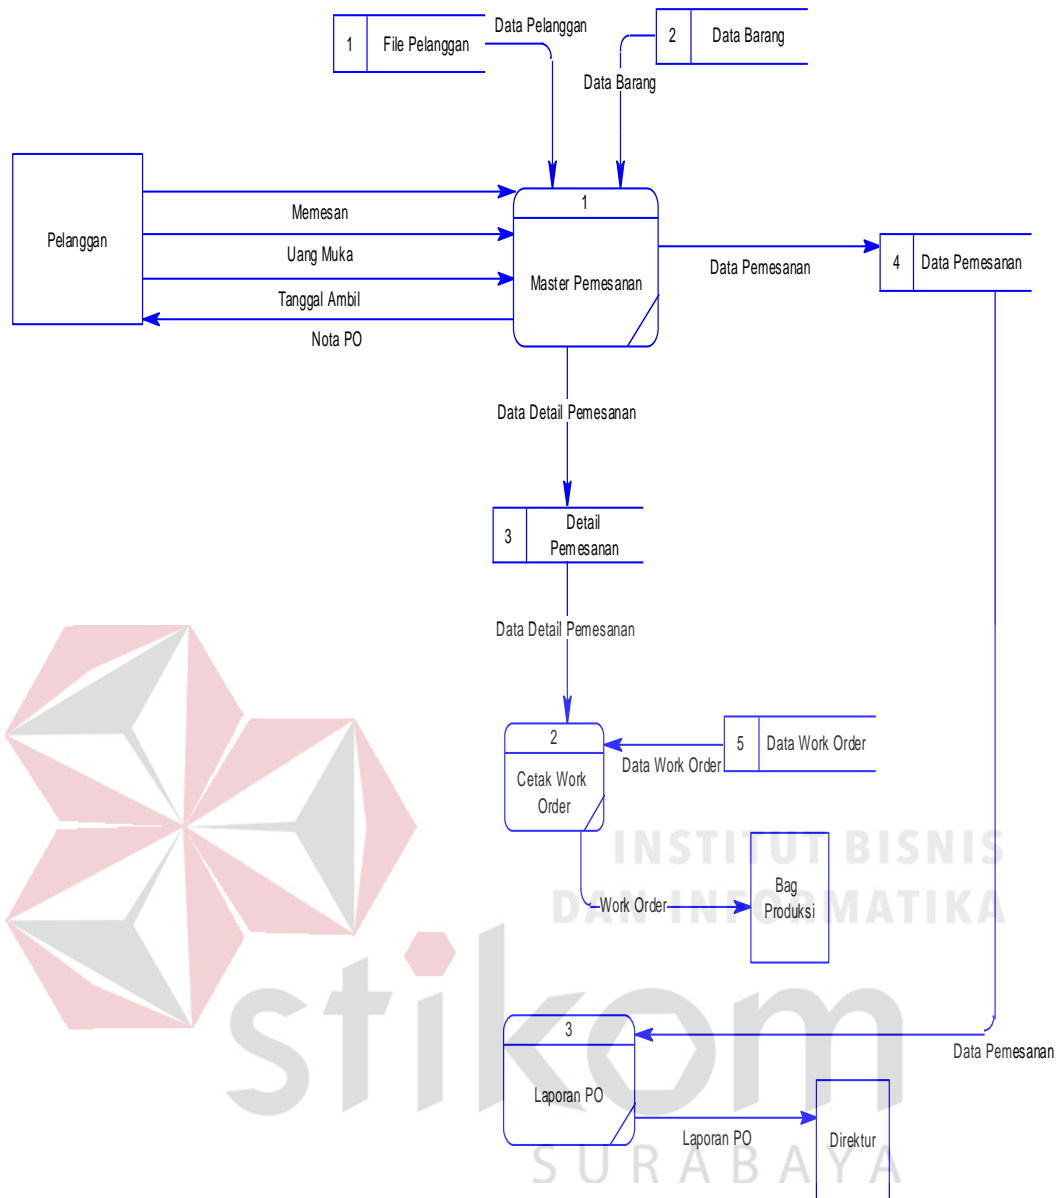 Data Pelanggan
1
File Pelanggan
2
Data Barang
Data Barang
Pelanggan
Memesan
Uang Muka
Tanggal Ambil
Nota PO
1
Master Pemesanan
Data Pemesanan
4
Data Pemesanan
Data Detail Pemesanan
3
Detail
Pemesanan
Data Detail Pemesanan
2
Cetak Work
Order
Data Work Order
5
Data Work Order
INSTITUT BISNIS
DAN INFORMATIKA
Work Order
Bag
Produksi
stikom
3
Laporan PO
Data Pemesanan
Laporan PO
Direktur
SURABAYA